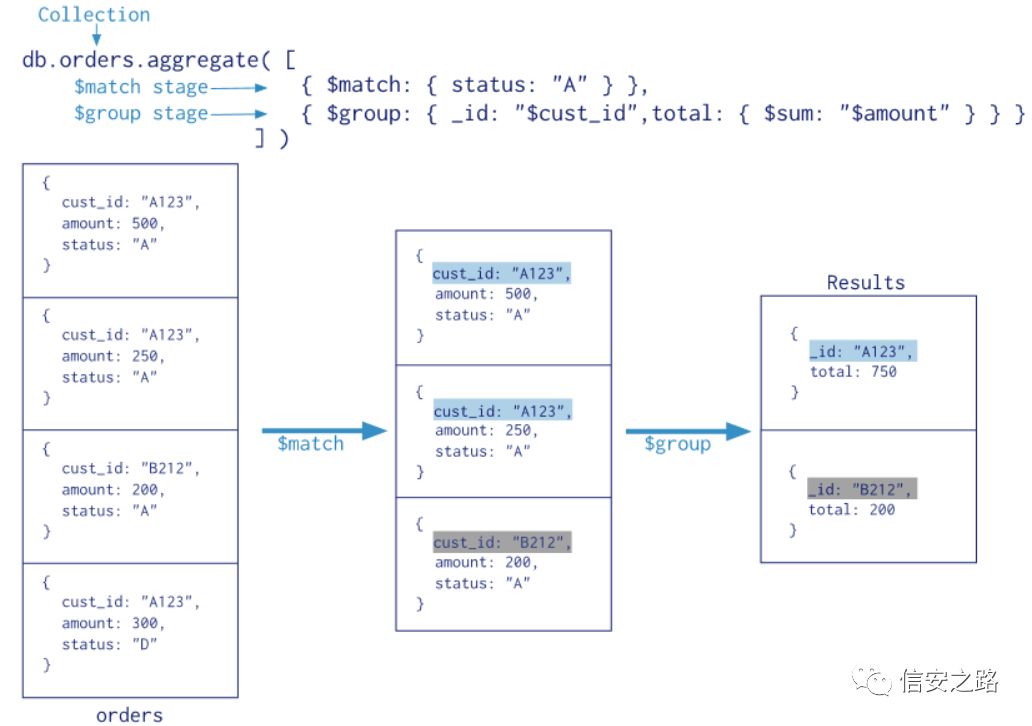 Collection
db.orders.aggregate( [
$match stage
{ $match: { status: "A" } },
$group stage
{ $group: { _id: "$cust_id",total: { $sum: "$amount" } } }
] )
{
cust_id: "A123",
amount: 500,
status: "A"
}
{
cust_id: "A123",
amount: 250,
status: "A"
}
{
cust_id: "B212",
amount: 200,
status: "A"
}
{
cust_id: "A123",
amount: 300,
status: "D"
}
orders
$match
{
cust_id: "A123",
amount: 500,
status: "A"
}
{
cust_id: "A123",
amount: 250,
status: "A"
}
{
cust_id: "B212",
amount: 200,
status: "A"
}
$group
Results
{
_id: "A123",
total: 750
}
{
_id: "B212",
total: 200
}
信安之路